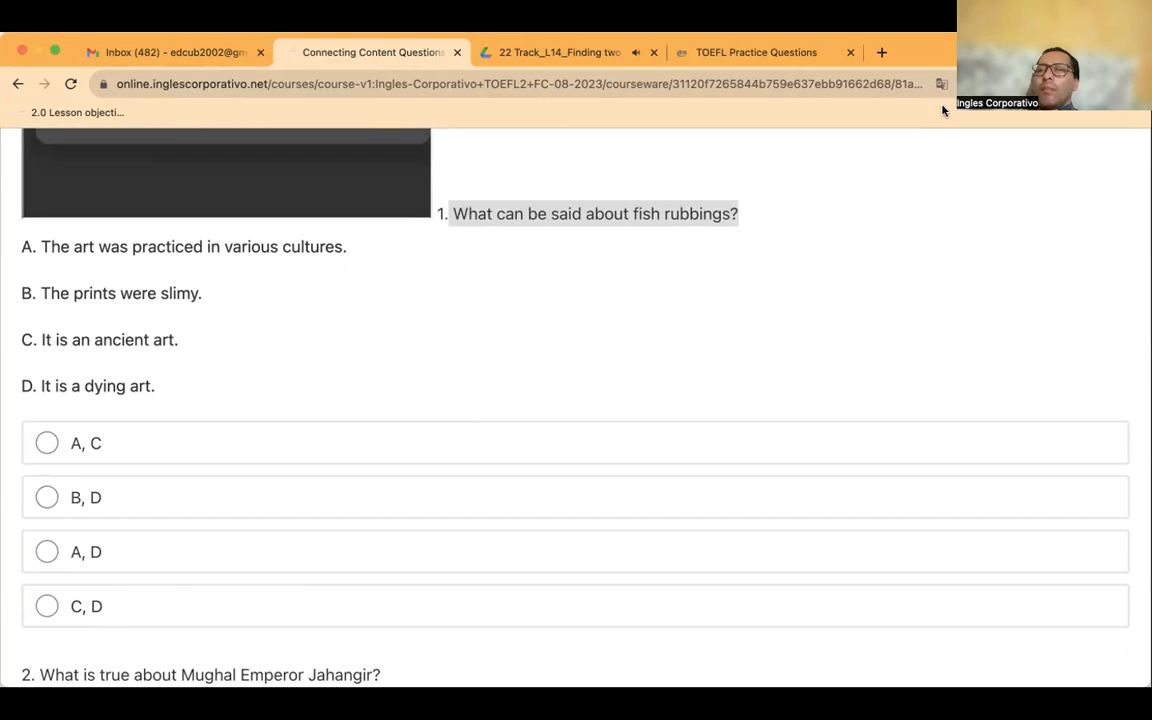 Inbox (482) - edcub2002@gm
Connecting Content Questions
22 Track_L14_Finding two
TOEFL Practice Questions
online.inglescorporativo.net/courses/course-v1:Ingles-Corporativo+TOEFL2+FC-08-2023/courseware/31120f7265844b759e637ebb91662d68/81a...
Ingles Corporativo
2.0 Lesson objecti...
1. What can be said about fish rubbings?
A. The art was practiced in various cultures.
B. The prints were slimy.
C. It is an ancient art.
D. It is a dying art.
A, C
B, D
A, D
C, D
2. What is true about Mughal Emperor Jahangir?